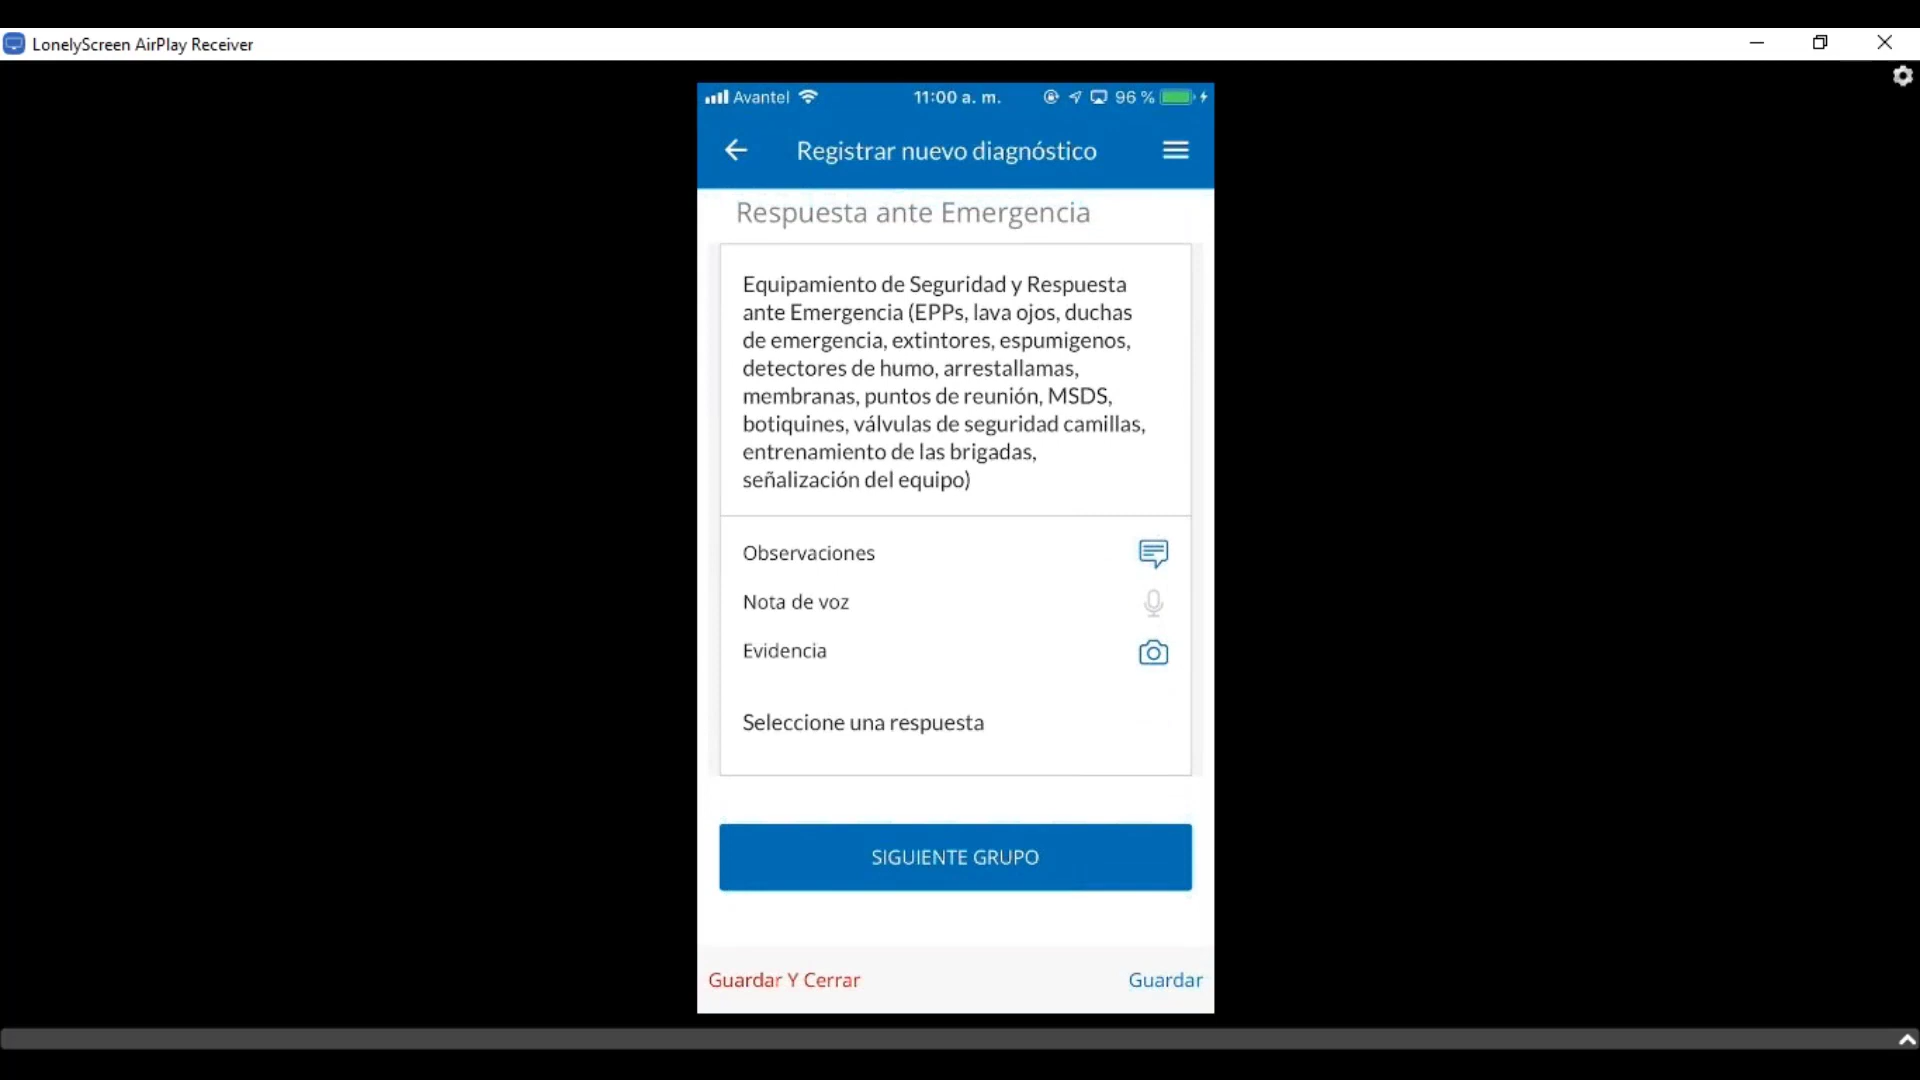 LonelyScreen AirPlay Receiver
Avantel 11:00 a. m. 96 %
Registrar nuevo diagnóstico
Respuesta ante Emergencia
Equipamiento de Seguridad y Respuesta
ante Emergencia (EPPs, lava ojos, duchas
de emergencia, extintores, espumigenos,
detectores de humo, arrestallamas,
membranas, puntos de reunión, MSDS,
botiquines, válvulas de seguridad camillas,
entrenamiento de las brigadas,
señalización del equipo)
Observaciones
Nota de voz
Evidencia
Seleccione una respuesta
SIGUIENTE GRUPO
Guardar Y Cerrar Guardar